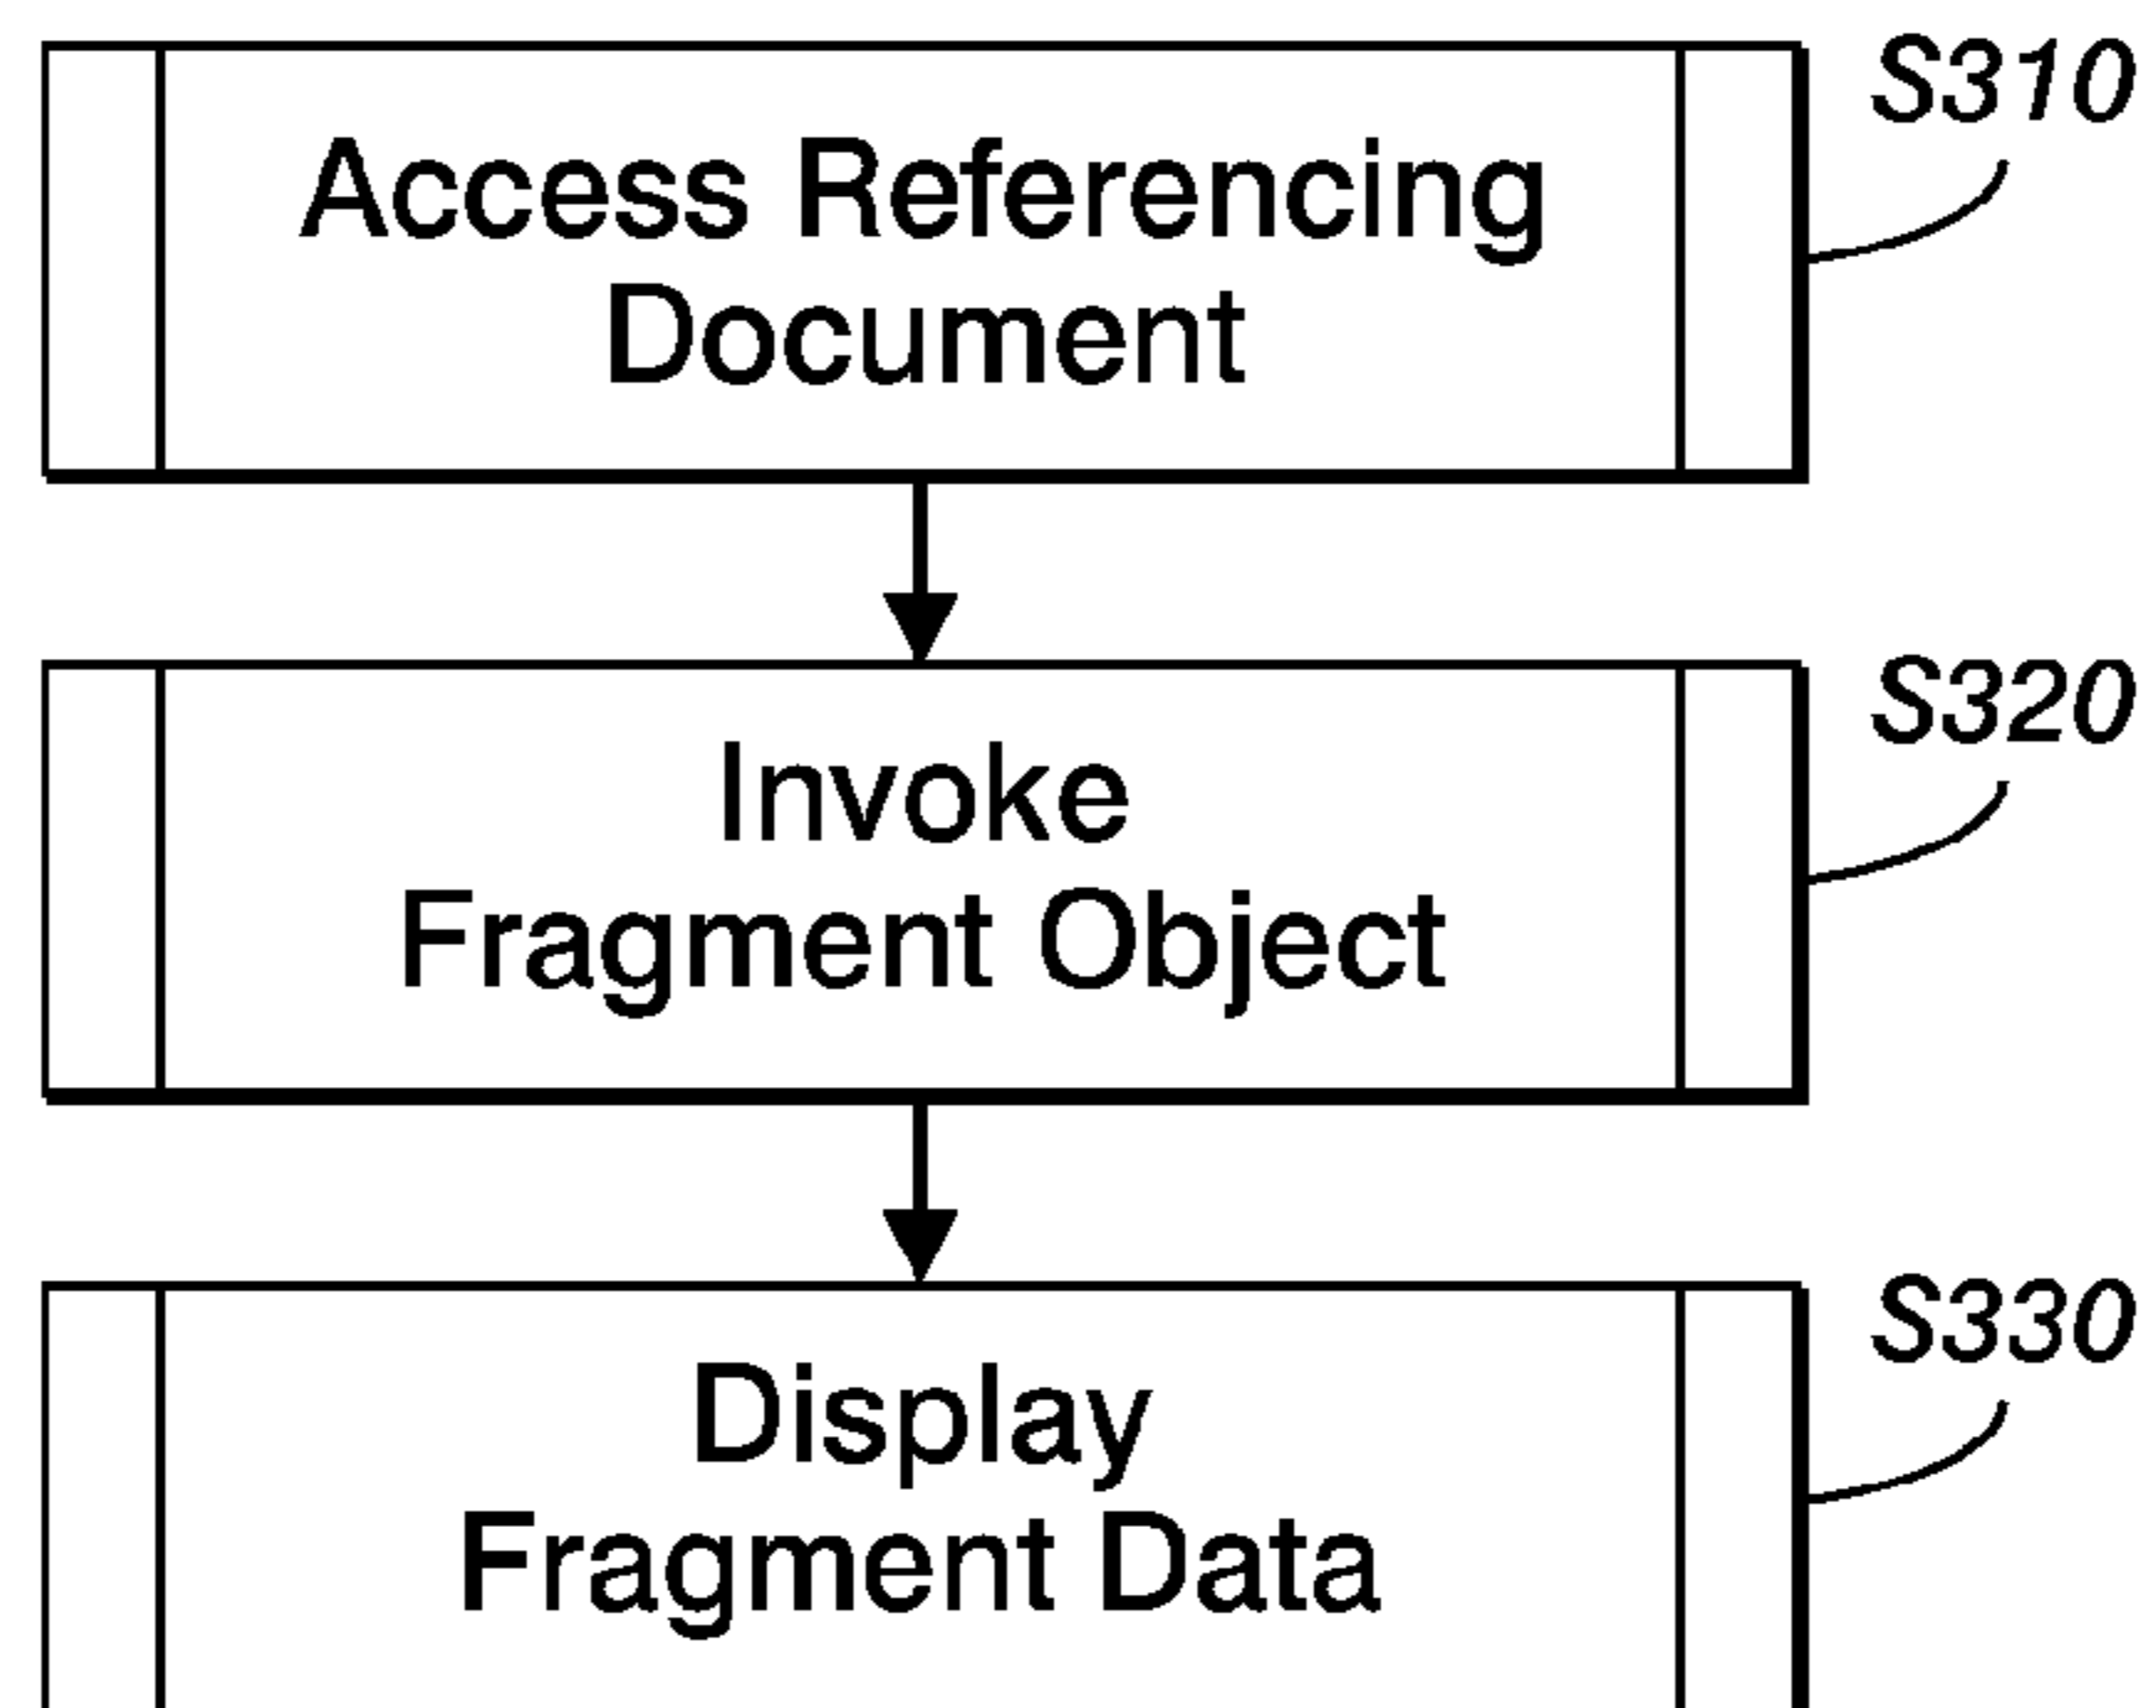 S310
Access Referencing
Document
S320
Invoke
Fragment Object
S330
Display
Fragment Data